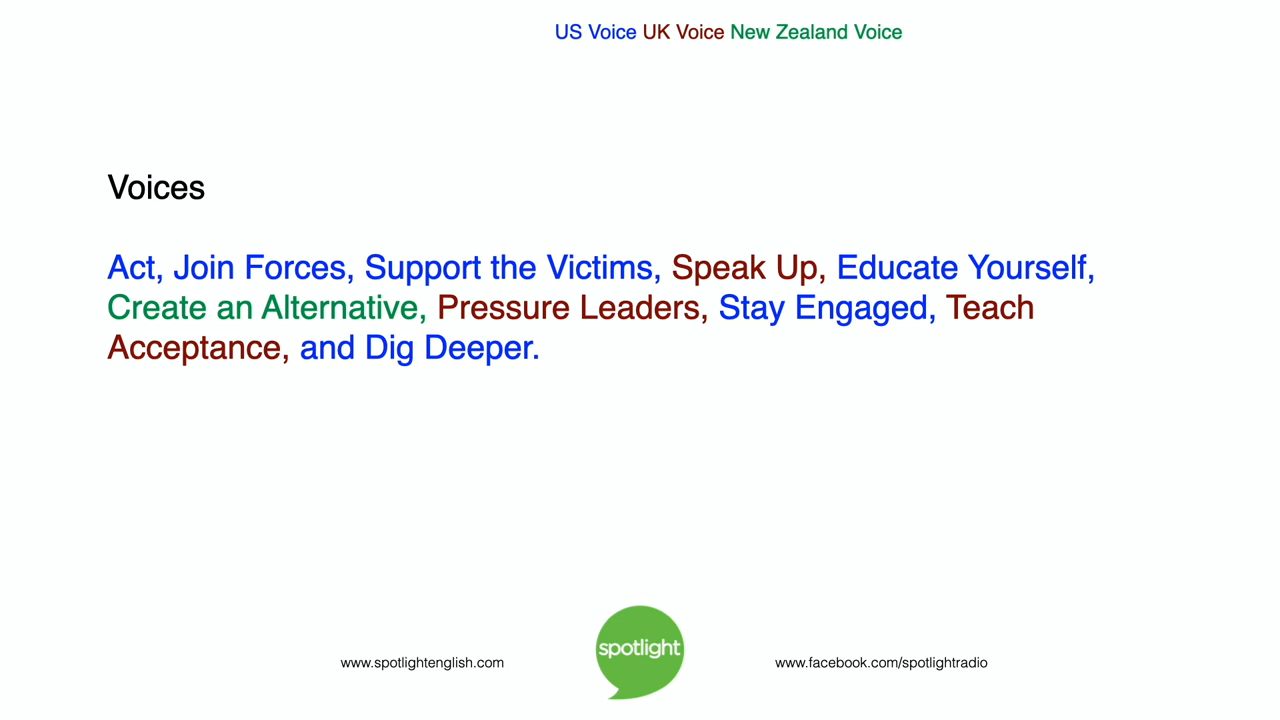 US Voice UK Voice New Zealand Voice
Voices
Act, Join Forces, Support the Victims, Speak Up, Educate Yourself,
Create an Alternative, Pressure Leaders, Stay Engaged, Teach
Acceptance, and Dig Deeper.
www.spotlightenglish.com
spotlight
www.facebook.com/spotlightradio